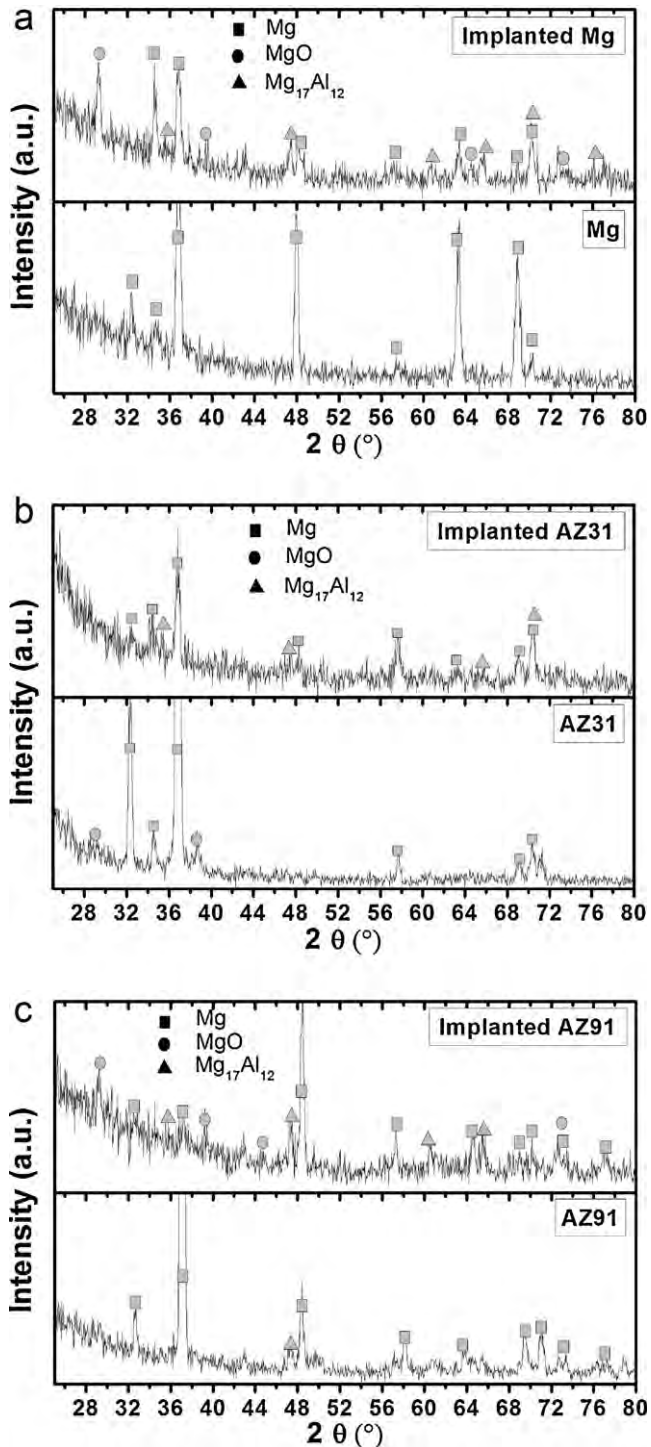 a
Mg
MgO
Mg17Al12
Implanted Mg
Mg
Intensity (a.u.)
28 32 36 40 44 48 52 56 60 64 68 72 76 80
2 θ (°)
b
Mg
MgO
Mg17Al12
Implanted AZ31
AZ31
Intensity (a.u.)
28 32 36 40 44 48 52 56 60 64 68 72 76 80
2 θ (°)
c
Mg
MgO
Mg17Al12
Implanted AZ91
AZ91
Intensity (a.u.)
28 32 36 40 44 48 52 56 60 64 68 72 76 80
2 θ (°)